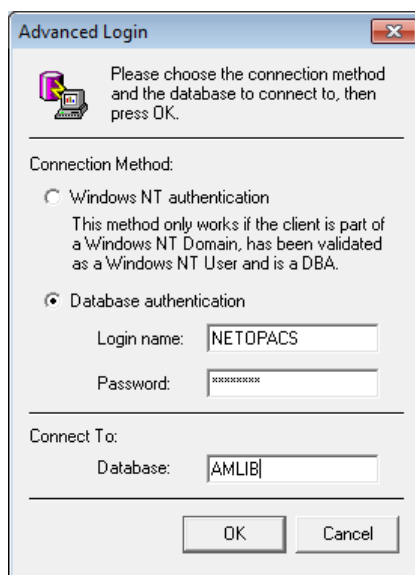 Advanced Login
Please choose the connection method
and the database to connect to, then
press OK.
Connection Method:
Windows NT authentication
This method only works if the client is part of
a Windows NT Domain, has been validated
as a Windows NT User and is a DBA.
Database authentication
Login name: NETOPACS
Password: ********
Connect To:
Database: AMLIB
OK Cancel